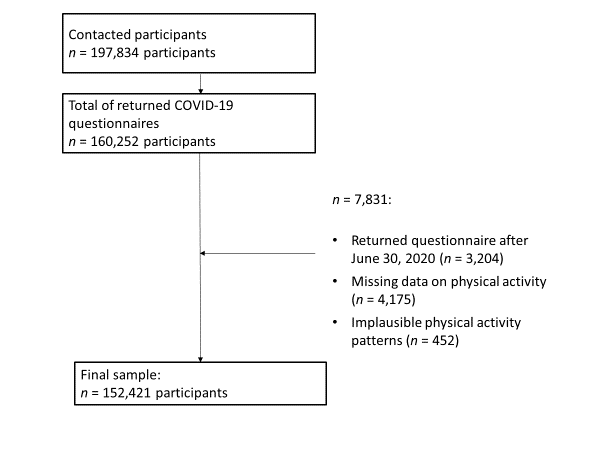 Contacted participants
n = 197,834 participants
Total of returned COVID-19
questionnaires
n = 160,252 participants
n = 7,831:
• Returned questionnaire after
June 30, 2020 (n = 3,204)
• Missing data on physical activity
(n = 4,175)
• Implausible physical activity
patterns (n = 452)
Final sample:
n = 152,421 participants